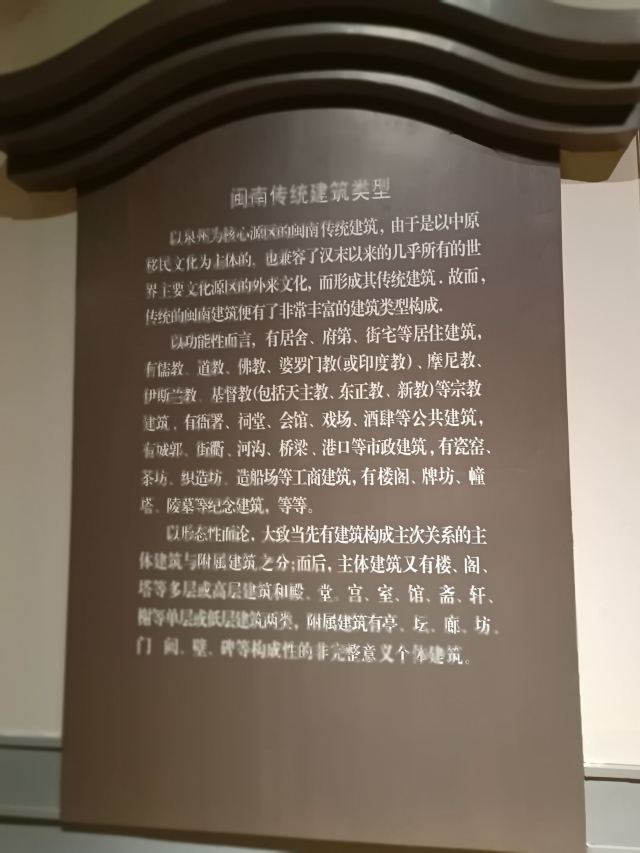 闽南传统建筑类型
以泉州为核心源区的闽南传统建筑，由于是以中原
移民文化为主体的，也兼容了汉末以来的几乎所有的世
界主要文化源区的外来文化，而形成其传统建筑．故而，
传统的闽南建筑便有了非常丰富的建筑类型构成．
以功能性而言，有居舍、府第、街宅等居住建筑，
有儒教、道教、佛教、婆罗门教(或印度教)、摩尼教、
伊斯兰教、基督教(包括天主教、东正教、新教)等宗教
建筑，有衙署、祠堂、会馆、戏场、酒肆等公共建筑，
有城郭、街衢、河沟、桥梁、港口等市政建筑，有瓷窑、
茶坊、织造坊、造船场等工商建筑，有楼阁、牌坊、幢
塔、陵墓等纪念建筑，等等。
以形态性而论，大致当先有建筑构成主次关系的主
体建筑与附属建筑之分;而后，主体建筑又有楼、阁、
塔等多层或高层建筑和殿、堂、宫、室、馆、斋、轩、
榭等单层或低层建筑两类，附属建筑有亭、坛、廊、坊、
门、阙、壁、碑等构成性的非完整意义个体建筑。